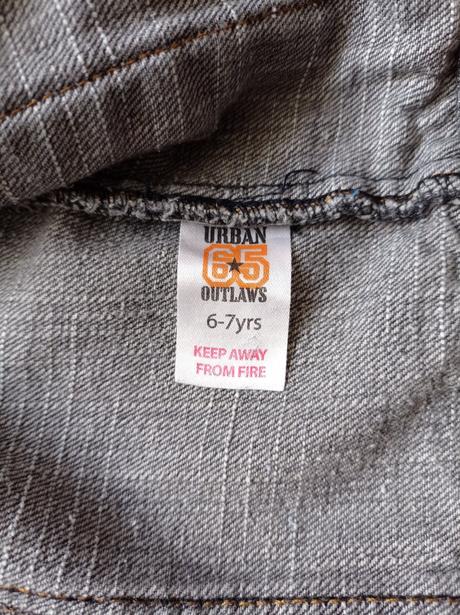 URBAN
65
OUTLAWS
6-7yrs
KEEP AWAY
FROM FIRE